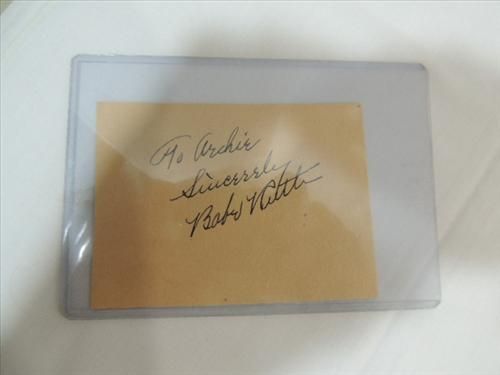 To Archie
Sincerely
Babe Ruth